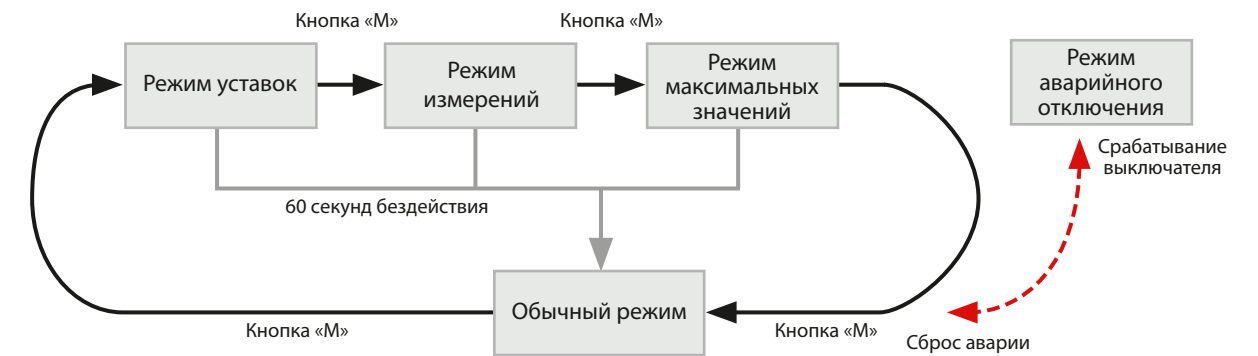 Кнопка «М»
Кнопка «М»
Режим уставок
Режим
измерений
Режим
максимальных
значений
Режим
аварийного
отключения
Срабатывание
выключателя
60 секунд бездействия
Обычный режим
Кнопка «М»
Кнопка «М»
Сброс аварии